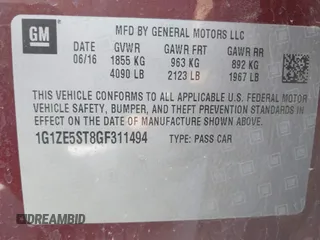 MFD BY GENERAL MOTORS LLC
GM
DATE GVWR GAWR FRT GAWR RR
06/16 1855 KG 963 KG 892 KG
4090 LB 2123 LB 1967 LB
THIS VEHICLE CONFORMS TO ALL APPLICABLE U.S. FEDERAL MOTOR
VEHICLE SAFETY, BUMPER, AND THEFT PREVENTION STANDARDS IN
EFFECT ON THE DATE OF MANUFACTURE SHOWN ABOVE.
1G1ZE5ST8GF311494 TYPE: PASS CAR
DREAMBID